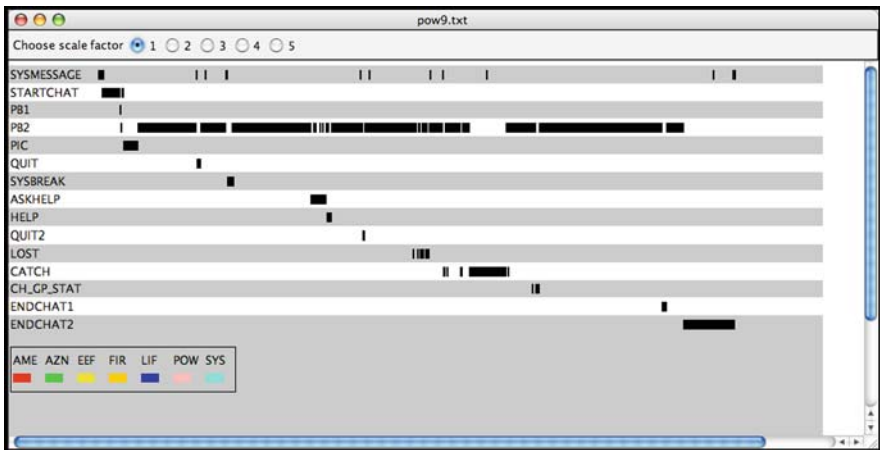 pow9.txt
Choose scale factor 1 2 3 4 5
SYSMESSAGE
STARTCHAT
PB1
PB2
PIC
QUIT
SYSBREAK
ASKHELP
HELP
QUIT2
LOST
CATCH
CH_GP_STAT
ENDCHAT1
ENDCHAT2
AME AZN EEF FIR LIF POW SYS